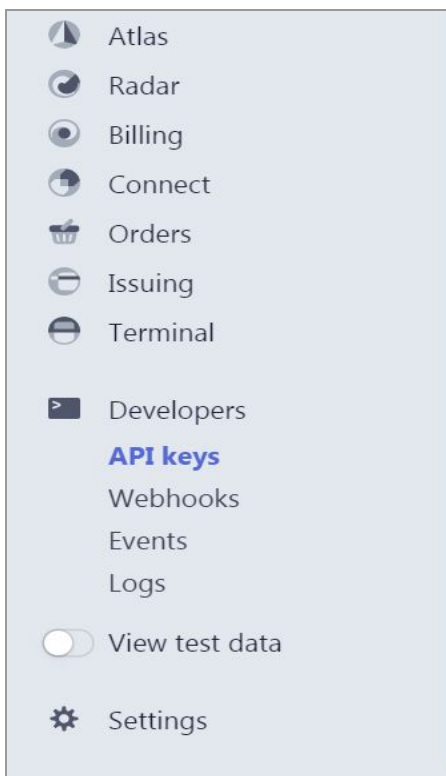 Atlas
Radar
Billing
Connect
Orders
Issuing
Terminal
Developers
API keys
Webhooks
Events
Logs
View test data
Settings